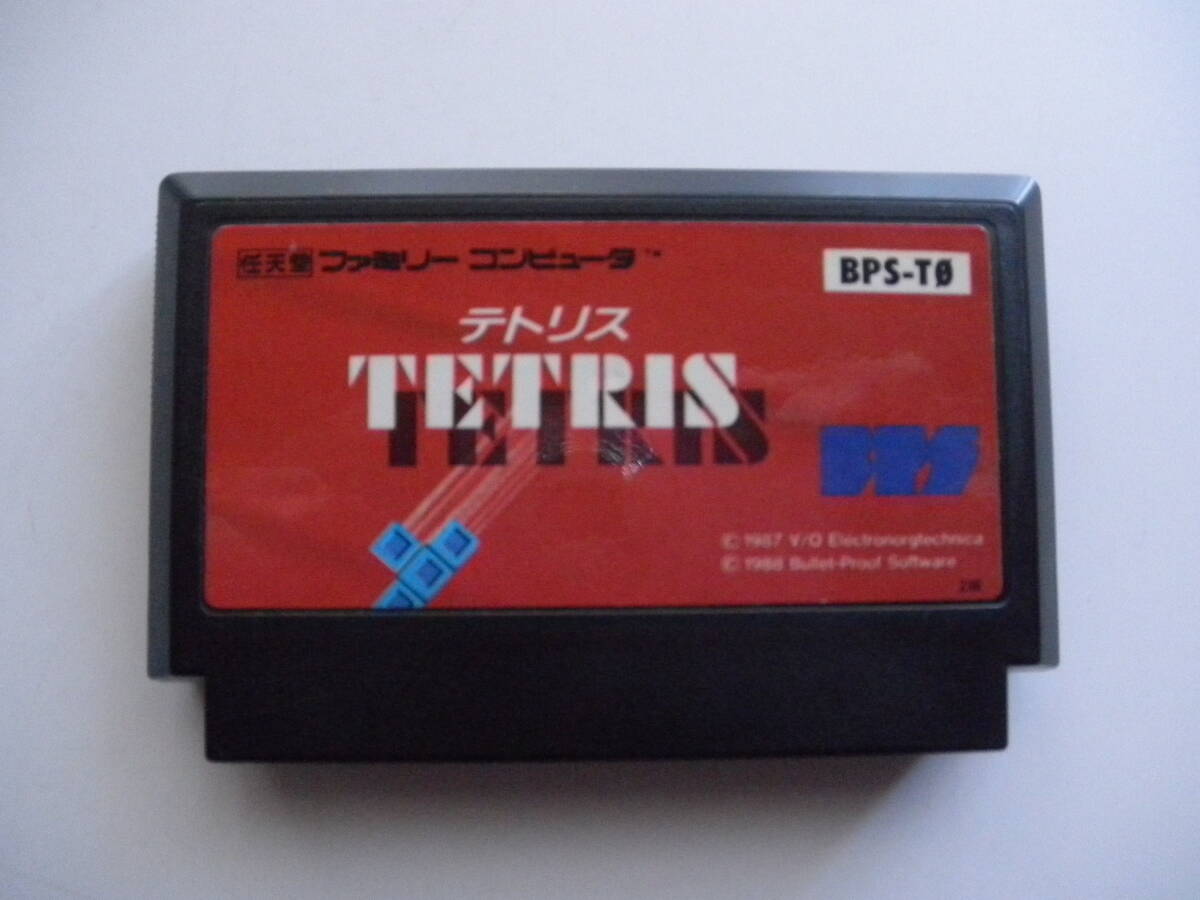 任天堂 ファミリー コンピュータ™
BPS-TØ
テトリス
TETRIS
BPS
© 1987 V/O Electronorgtechnica
© 1988 Bullet-Proof Software